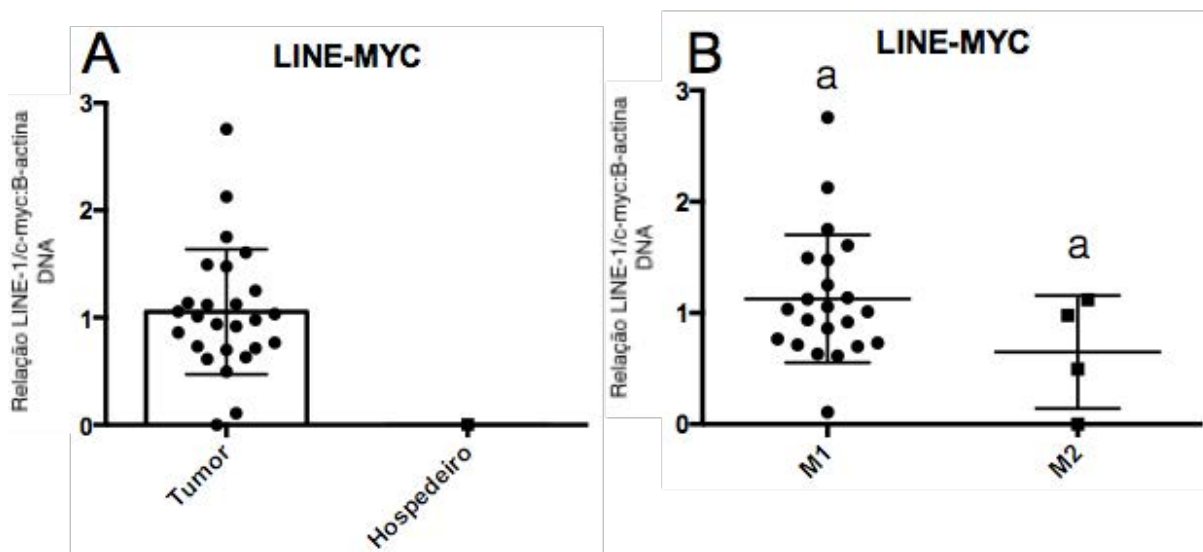 A
LINE-MYC
Relação LINE-1/c-myc:B-actina
DNA
3
2
1
0
Tumor
Hospedeiro
B
LINE-MYC
a
a
Relação LINE-1/c-myc:B-actina
DNA
3
2
1
0
M1
M2